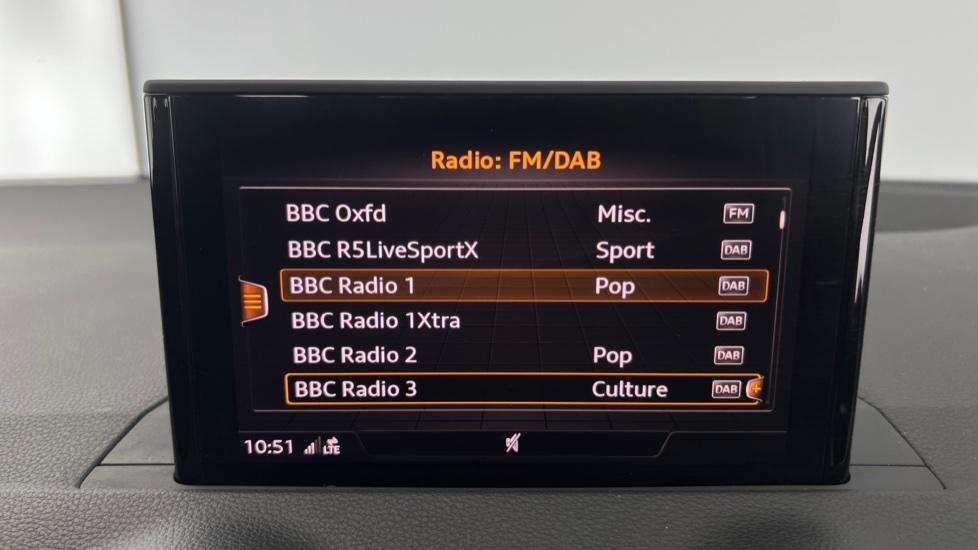 Radio: FM/DAB
BBC Oxfd Misc. FM
BBC R5LiveSportX Sport DAB
BBC Radio 1 Pop DAB
BBC Radio 1Xtra DAB
BBC Radio 2 Pop DAB
BBC Radio 3 Culture DAB
10:51 LTE